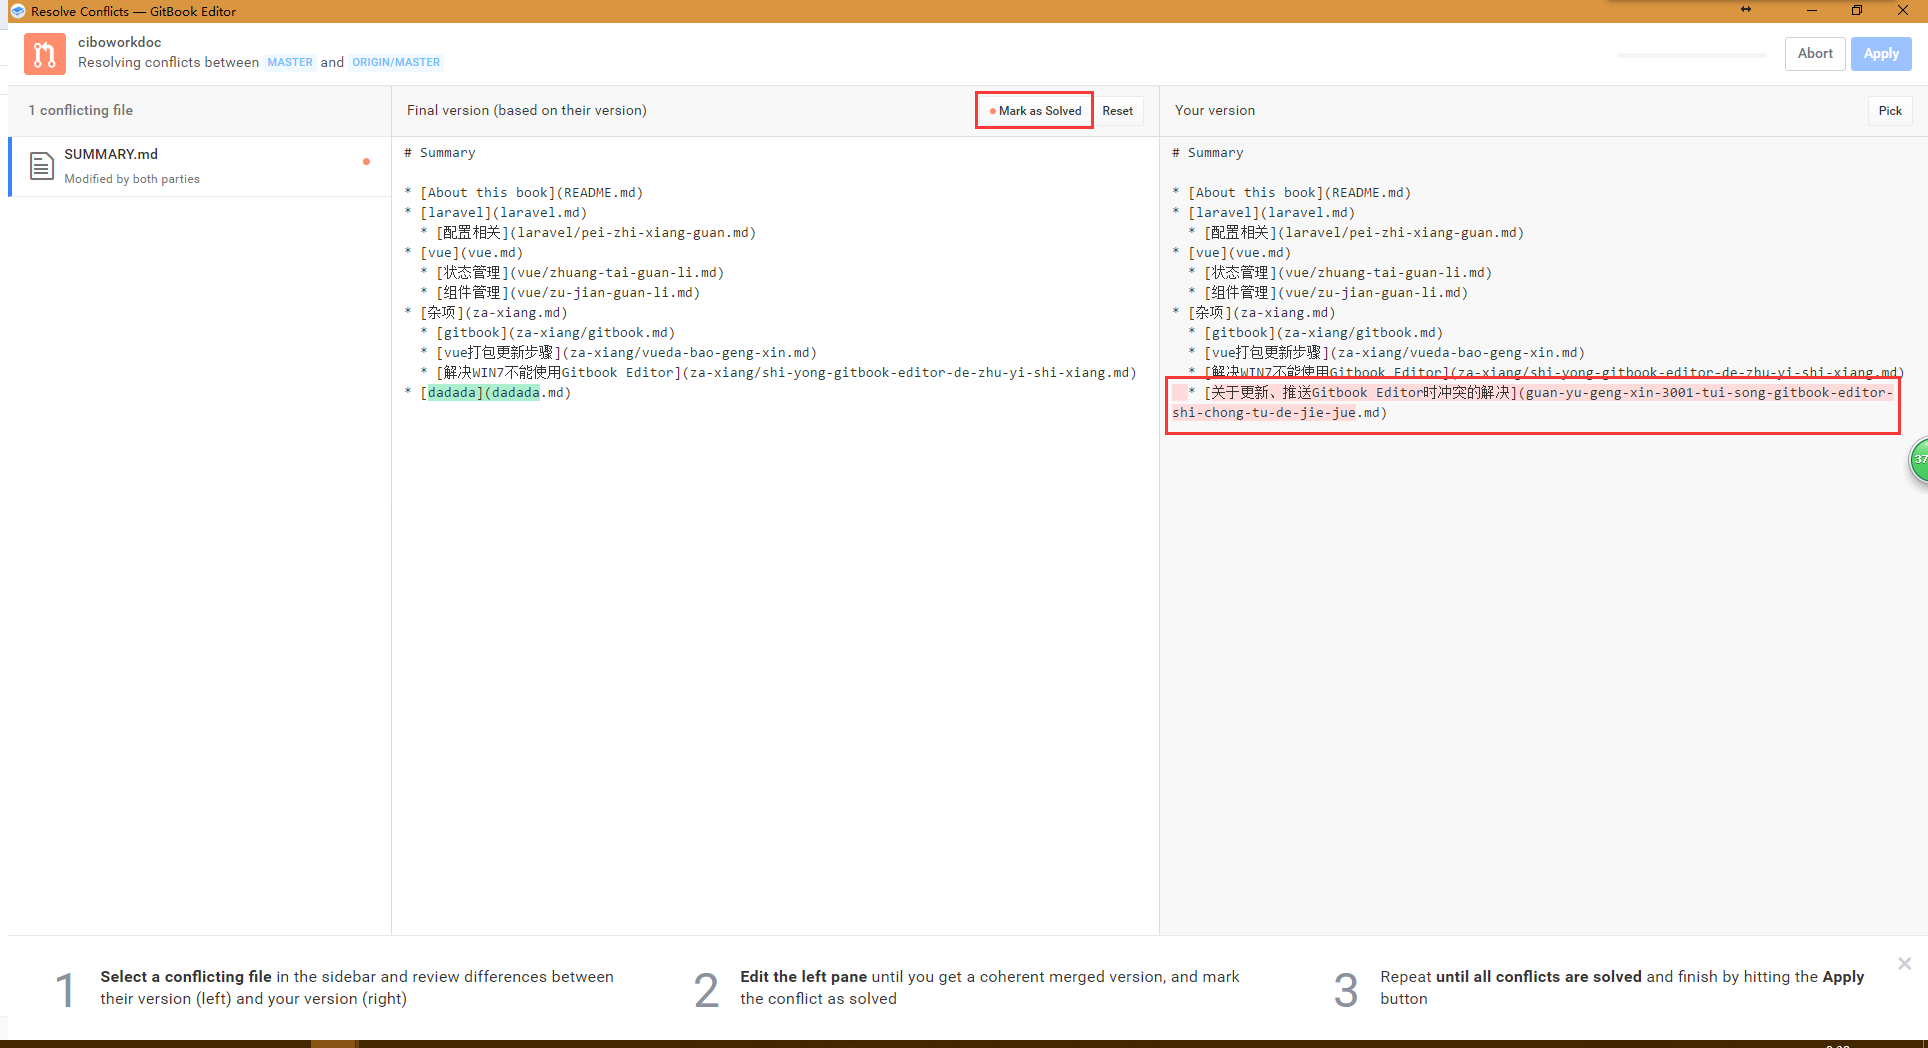 Resolve Conflicts — GitBook Editor
ciboworkdoc
Resolving conflicts between MASTER and ORIGIN/MASTER
Abort
Apply
1 conflicting file
SUMMARY.md
Modified by both parties
Final version (based on their version)
Mark as Solved
Reset
# Summary
* [About this book](README.md)
* [laravel](laravel.md)
  * [配置相关](laravel/pei-zhi-xiang-guan.md)
* [vue](vue.md)
  * [状态管理](vue/zhuang-tai-guan-li.md)
  * [组件管理](vue/zu-jian-guan-li.md)
* [杂项](za-xiang.md)
  * [gitbook](za-xiang/gitbook.md)
  * [vue打包更新步骤](za-xiang/vueda-bao-geng-xin.md)
  * [解决WIN7不能使用Gitbook Editor](za-xiang/shi-yong-gitbook-editor-de-zhu-yi-shi-xiang.md)
* [dadada](dadada.md)
Your version
Pick
# Summary
* [About this book](README.md)
* [laravel](laravel.md)
  * [配置相关](laravel/pei-zhi-xiang-guan.md)
* [vue](vue.md)
  * [状态管理](vue/zhuang-tai-guan-li.md)
  * [组件管理](vue/zu-jian-guan-li.md)
* [杂项](za-xiang.md)
  * [gitbook](za-xiang/gitbook.md)
  * [vue打包更新步骤](za-xiang/vueda-bao-geng-xin.md)
  * [解决WIN7不能使用Gitbook Editor](za-xiang/shi-yong-gitbook-editor-de-zhu-yi-shi-xiang.md)
  * [关于更新、推送Gitbook Editor时冲突的解决](guan-yu-geng-xin-3001-tui-song-gitbook-editor-
shi-chong-tu-de-jie-jue.md)
37
1
Select a conflicting file in the sidebar and review differences between
their version (left) and your version (right)
2
Edit the left pane until you get a coherent merged version, and mark
the conflict as solved
3
Repeat until all conflicts are solved and finish by hitting the Apply
button